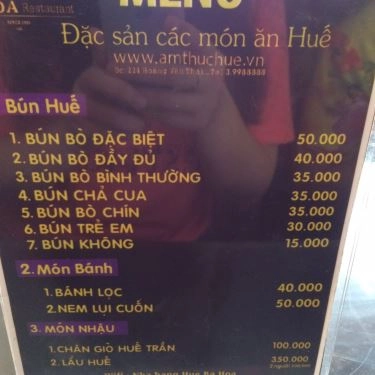 ĐÁ Restaurant
MENU
Đặc sản các món ăn Huế
www.amthuchue.vn
Bún Huế
1. BÚN BÒ ĐẶC BIỆT 50.000
2. BÚN BÒ ĐẦY ĐỦ 40.000
3. BÚN BÒ BÌNH THƯỜNG 35.000
4. BÚN CHẢ CUA 35.000
5. BÚN BÒ CHÍN 35.000
6. BÚN TRẺ EM 30.000
7. BÚN KHÔNG 15.000
2. Món Bánh
1. BÁNH LỌC 40.000
2. NEM LỤI CUỐN 50.000
3. MÓN NHẬU
1. CHÂN GIÒ HUẾ TRẦN 100.000
2. LẨU HUẾ 350.000